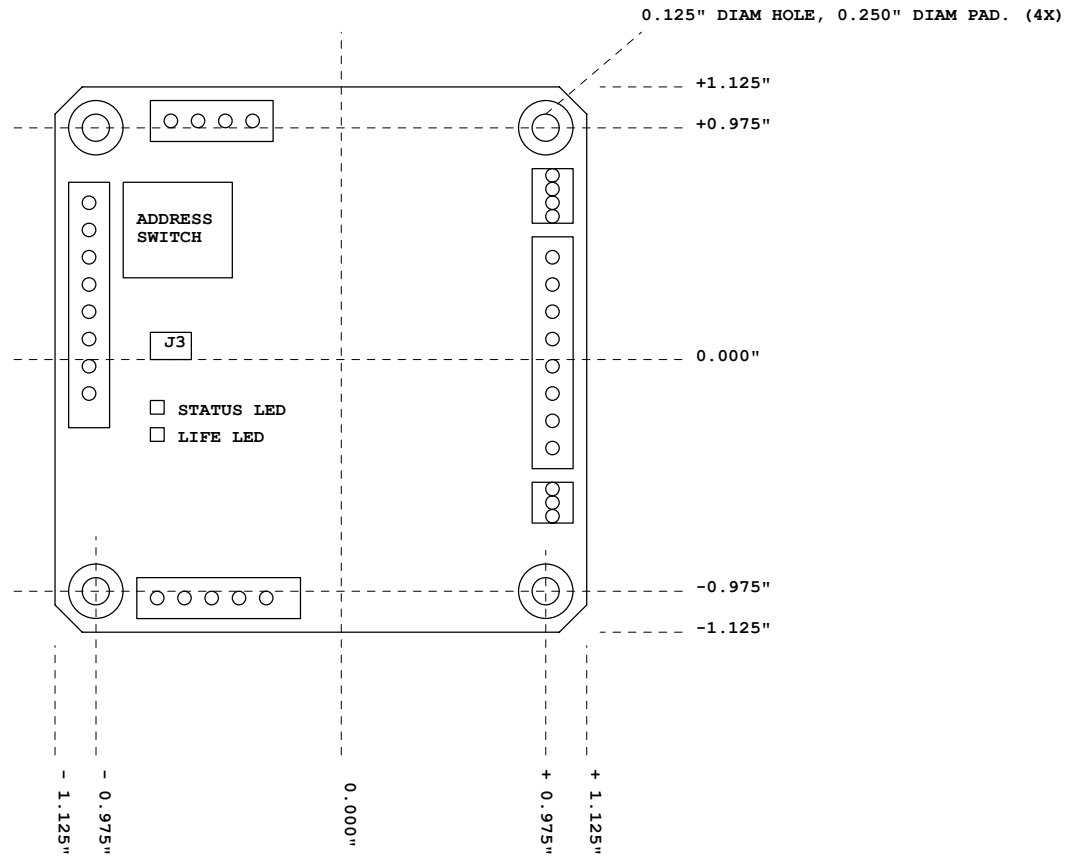 0.125" DIAM HOLE, 0.250" DIAM PAD. (4X)
+1.125"
+0.975"
ADDRESS
SWITCH
J3
0.000"
STATUS LED
LIFE LED
-0.975"
-1.125"
- 1.125"
- 0.975"
0.000"
+ 0.975"
+ 1.125"